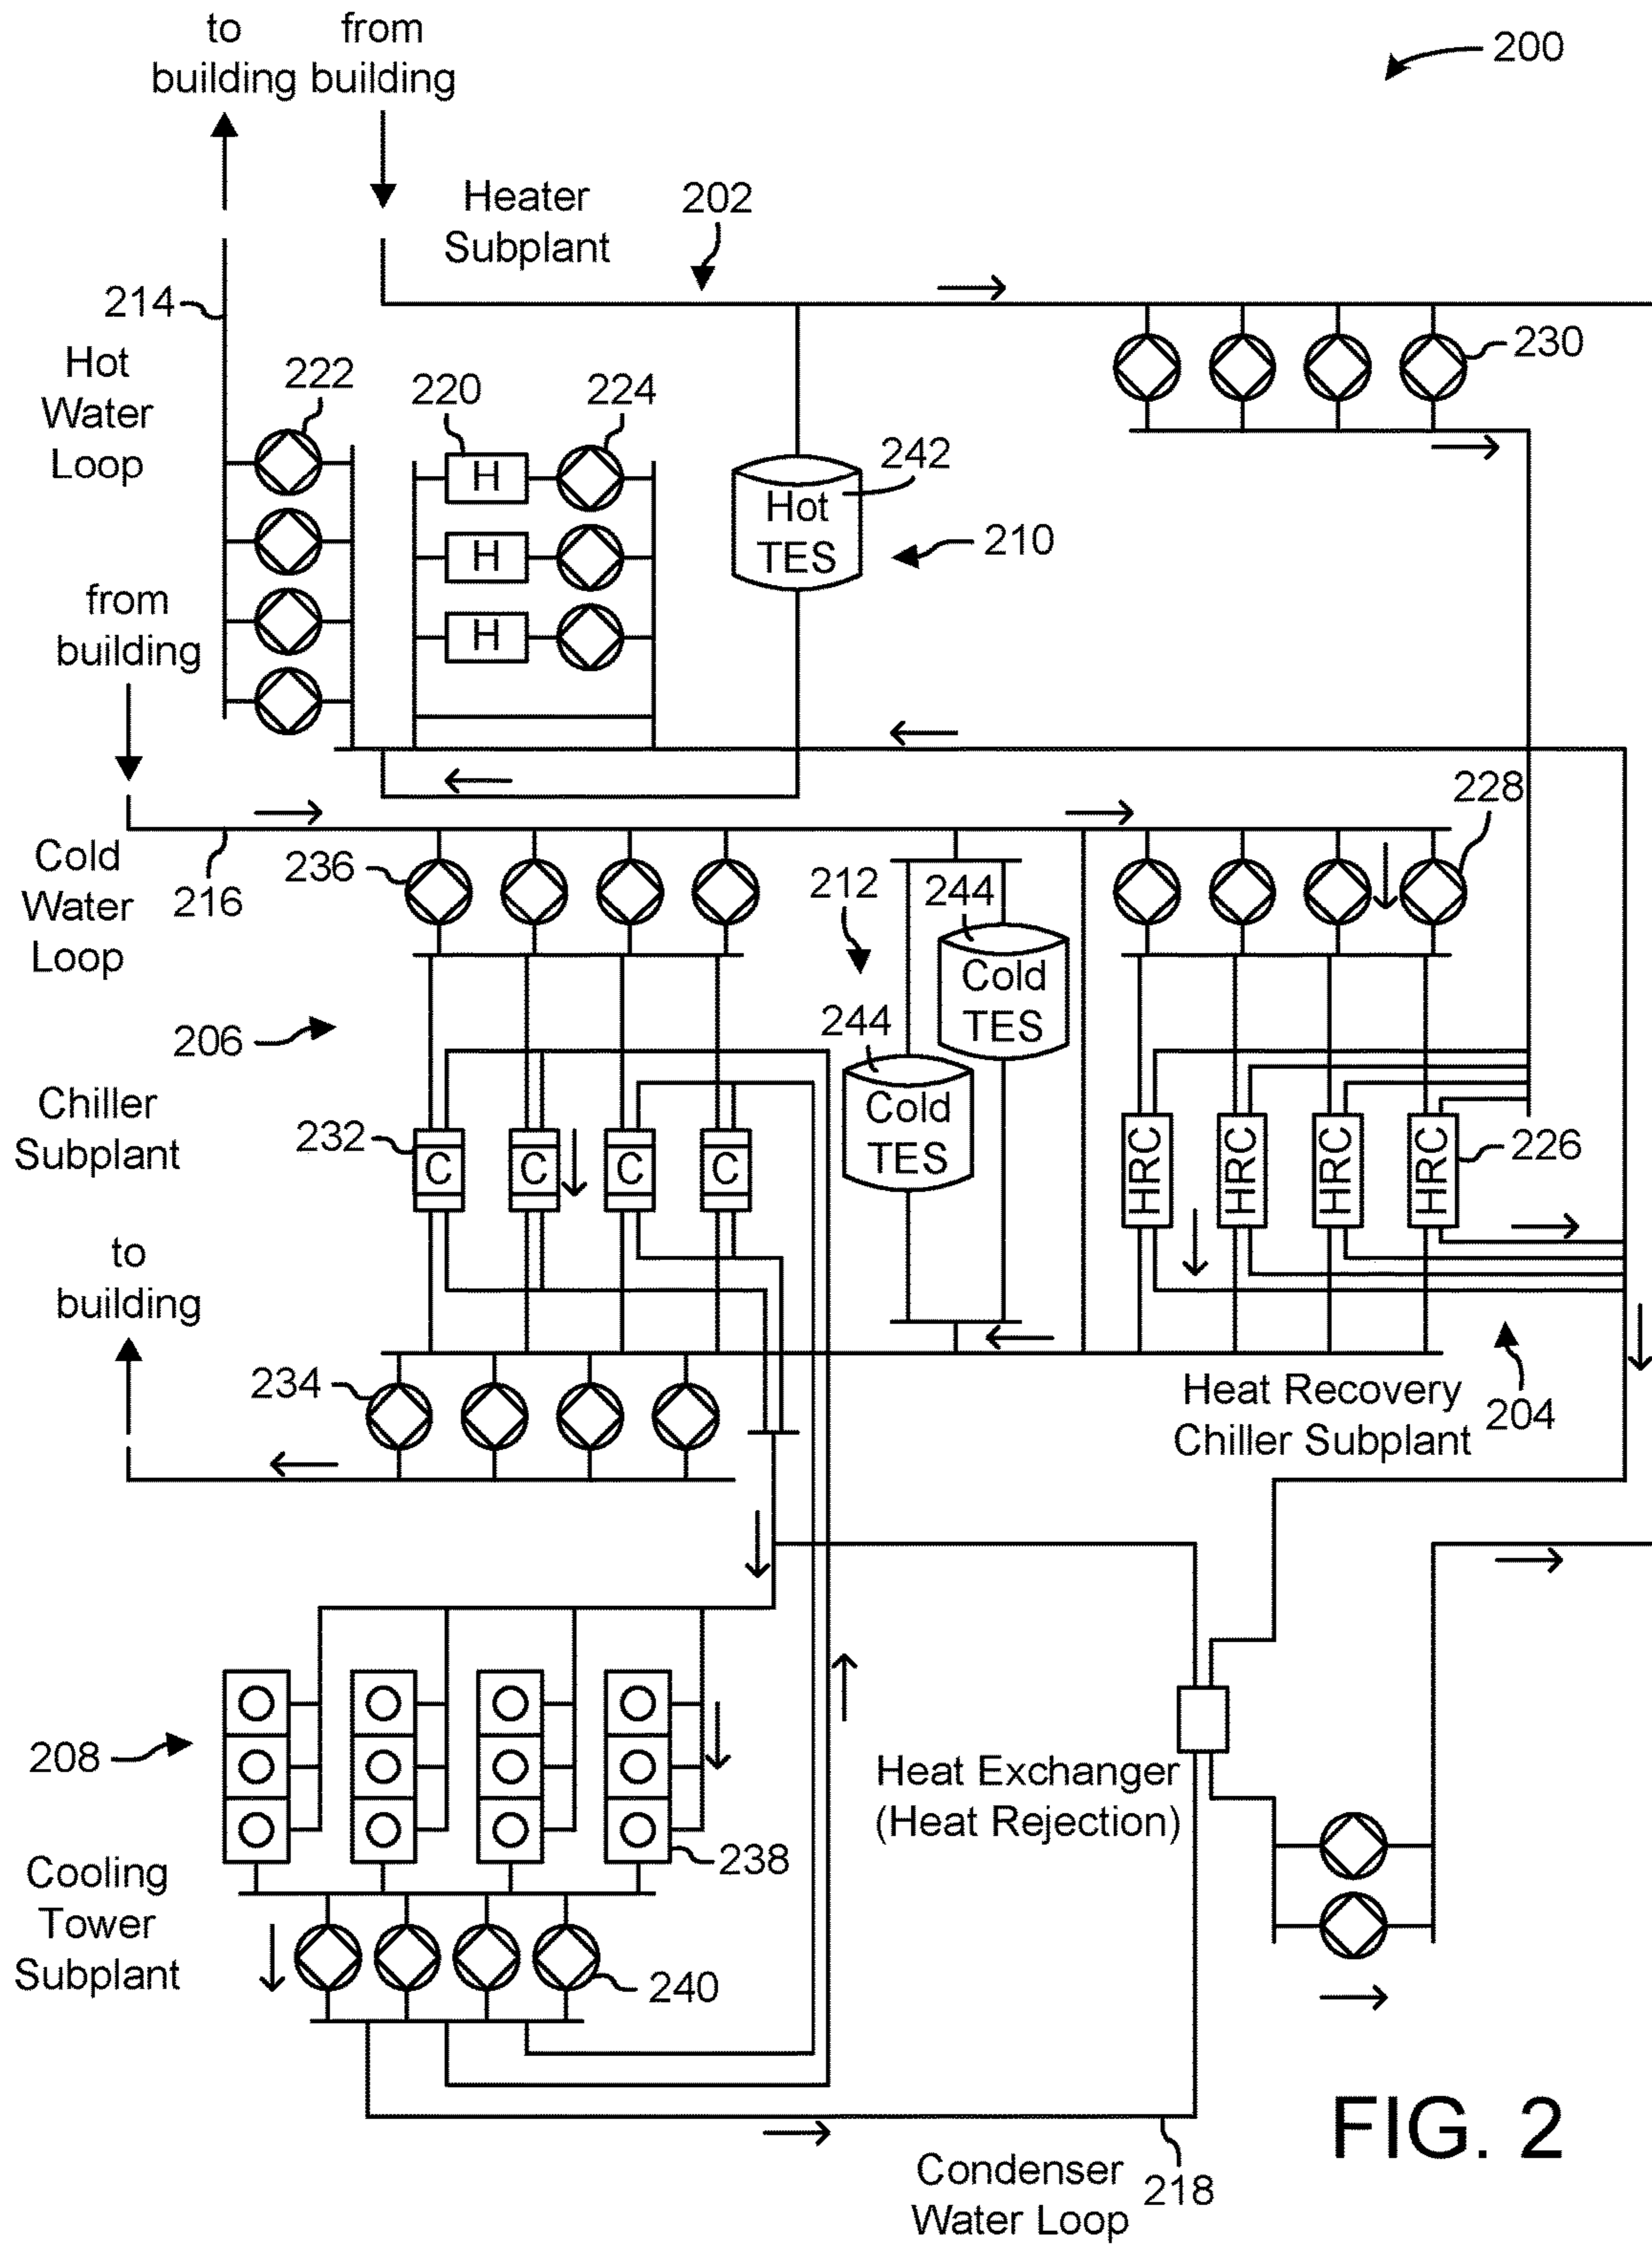 to
building
from
building
200
Heater
Subplant
202
214
Hot
Water
Loop
222
220
224
H
H
H
242
Hot
TES
210
230
from
building
228
Cold
Water
Loop
216
236
212
244
Cold
TES
244
Cold
TES
206
Chiller
Subplant
232
C
C
C
C
HRC
HRC
HRC
HRC
226
to
building
234
Heat Recovery
Chiller Subplant
204
208
Heat Exchanger
(Heat Rejection)
238
Cooling
Tower
Subplant
240
FIG. 2
Condenser
Water Loop
218